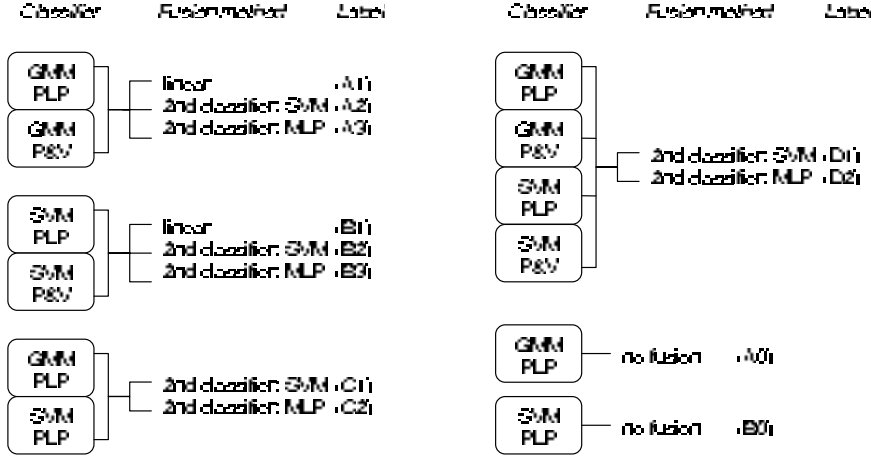 Classifier Fusion method Label
GMM
PLP
GMM
P&V
linear (A1)
2nd classifier: SVM (A2)
2nd classifier: MLP (A3)
SVM
PLP
SVM
P&V
linear (B1)
2nd classifier: SVM (B2)
2nd classifier: MLP (B3)
GMM
PLP
SVM
PLP
2nd classifier: SVM (C1)
2nd classifier: MLP (C2)
Classifier Fusion method Label
GMM
PLP
GMM
P&V
SVM
PLP
SVM
P&V
2nd classifier: SVM (D1)
2nd classifier: MLP (D2)
GMM
PLP
no fusion (A0)
SVM
PLP
no fusion (B0)